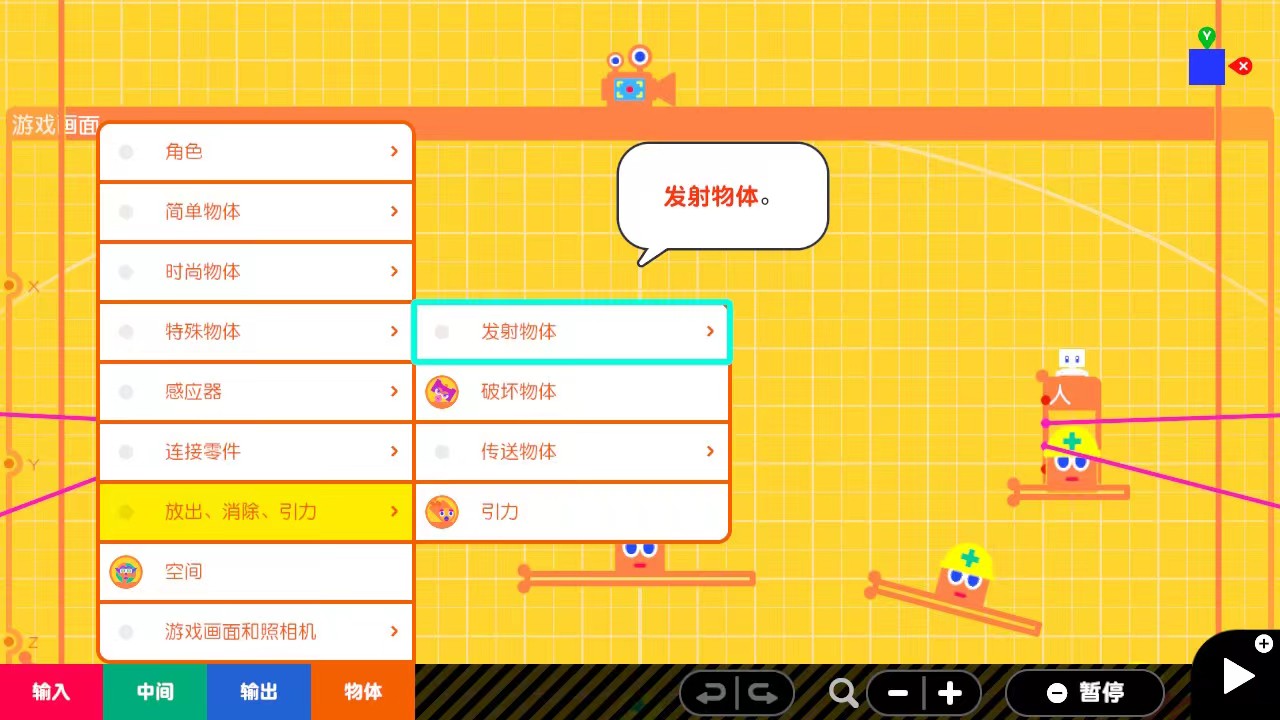 Y
游戏画面
角色
发射物体。
简单物体
时尚物体
X
特殊物体
发射物体
感应器
破坏物体
人
连接零件
传送物体
Y
放出、消除、引力
引力
空间
游戏画面和照相机
Z
输入
中间
输出
物体
暂停